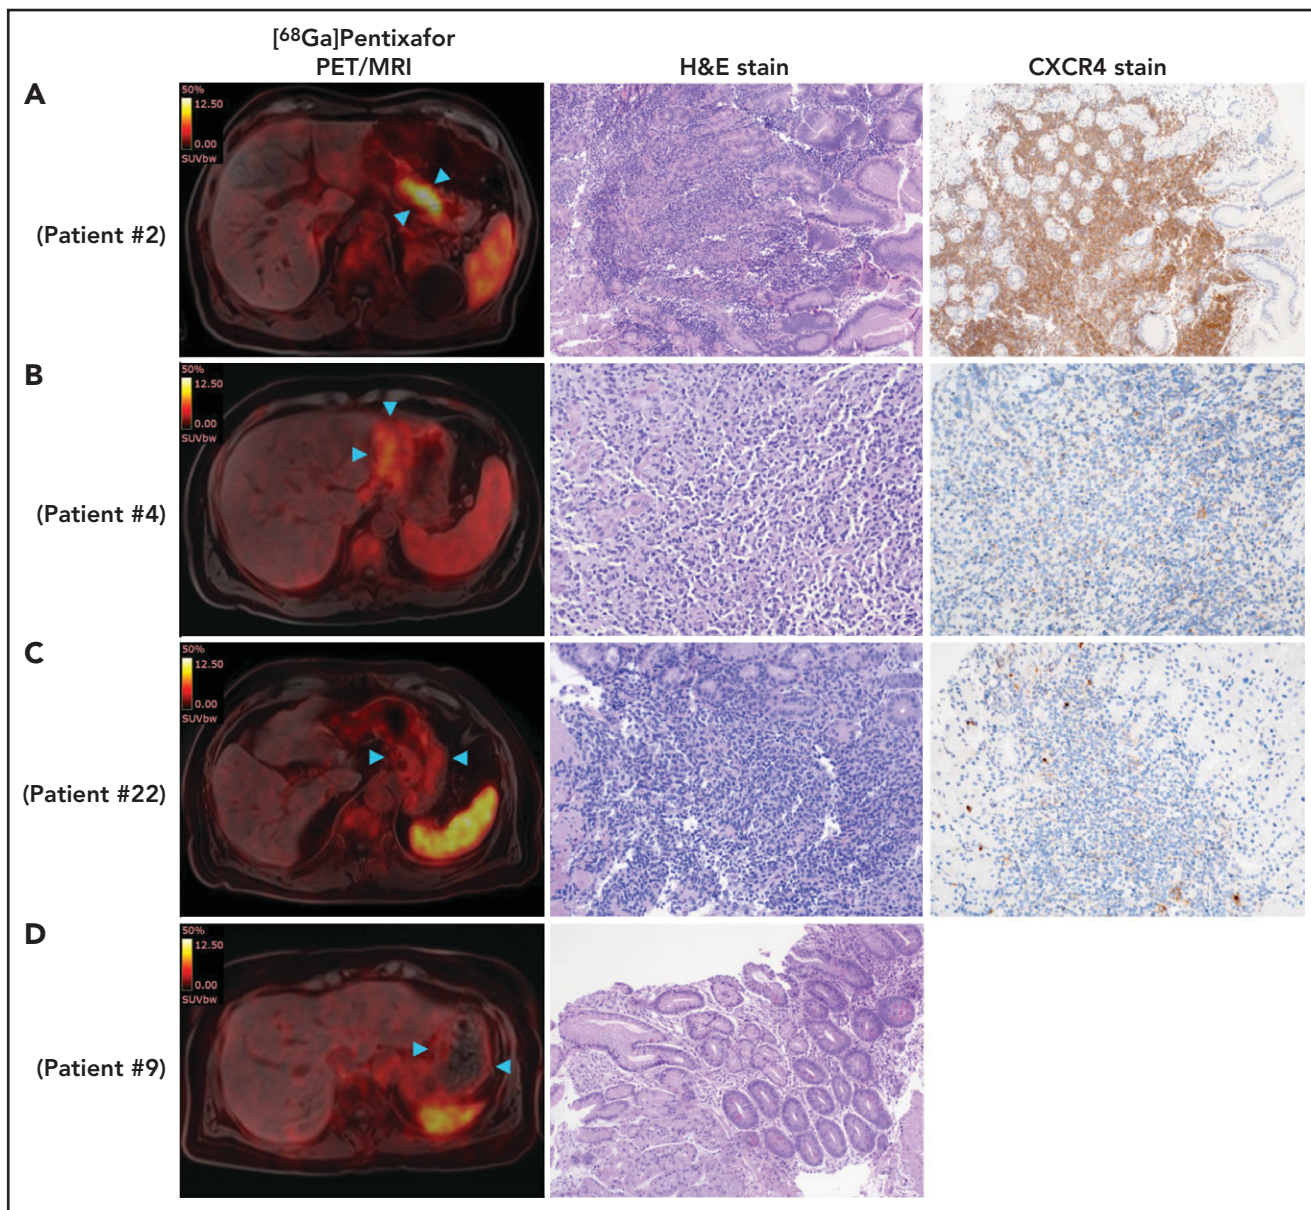 [⁶⁸Ga]Pentixafor
PET/MRI
H&E stain
CXCR4 stain
A
50%
12.50
0.00
SUVbw
(Patient #2)
B
50%
12.50
0.00
SUVbw
(Patient #4)
C
50%
12.50
0.00
SUVbw
(Patient #22)
D
50%
12.50
0.00
SUVbw
(Patient #9)